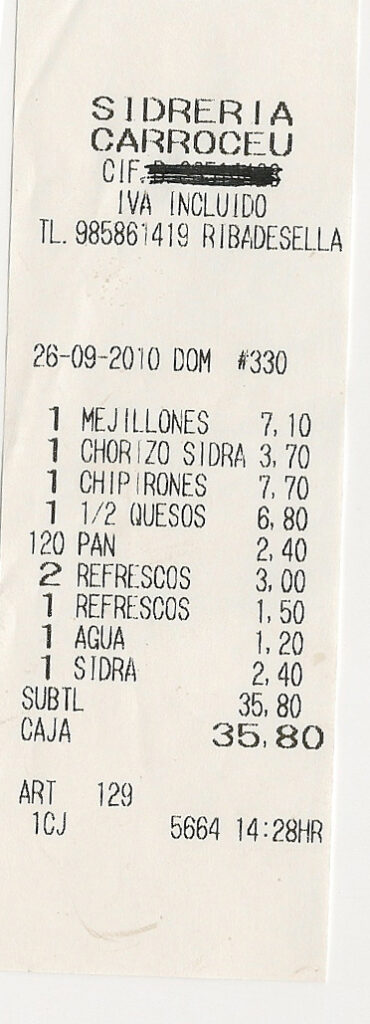 SIDRERIA
CARROCEU
CIF.
IVA INCLUIDO
TL. 985861419 RIBADESELLA
26-09-2010 DOM #330
1 MEJILLONES 7,10
1 CHORIZO SIDRA 3,70
1 CHIPIRONES 7,70
1 1/2 QUESOS 6,80
120 PAN 2,40
2 REFRESCOS 3,00
1 REFRESCOS 1,50
1 AGUA 1,20
1 SIDRA 2,40
SUBTL 35,80
CAJA 35,80
ART 129
1CJ 5664 14:28HR